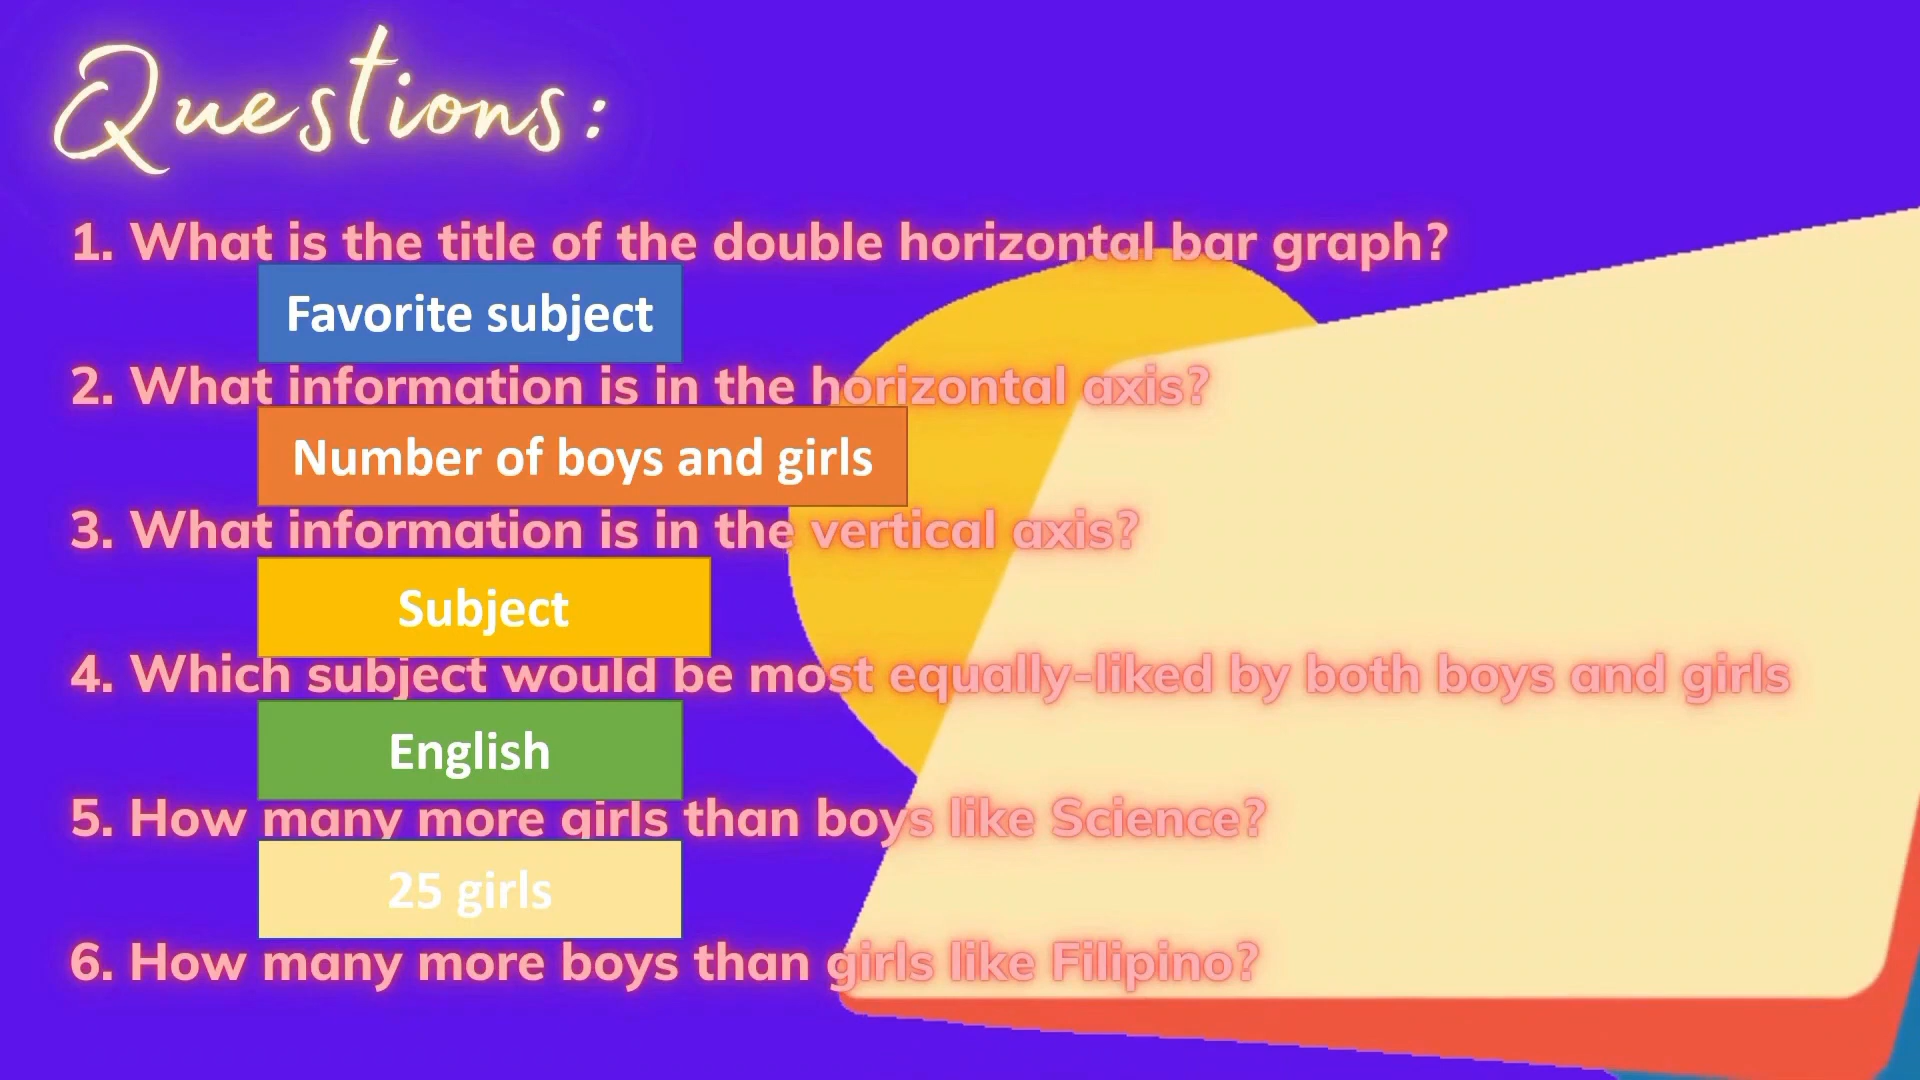 Questions:
1. What is the title of the double horizontal bar graph?
Favorite subject
2. What information is in the horizontal axis?
Number of boys and girls
3. What information is in the vertical axis?
Subject
4. Which subject would be most equally-liked by both boys and girls
English
5. How many more girls than boys like Science?
25 girls
6. How many more boys than girls like Filipino?